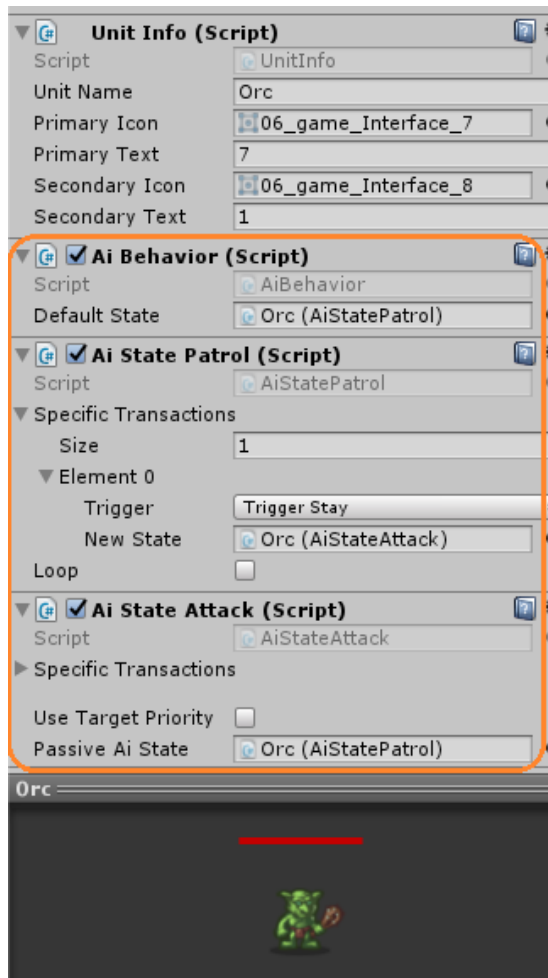 Unit Info (Script)
Script UnitInfo
Unit Name Orc
Primary Icon 06_game_Interface_7
Primary Text 7
Secondary Icon 06_game_Interface_8
Secondary Text 1
Ai Behavior (Script)
Script AiBehavior
Default State Orc (AiStatePatrol)
Ai State Patrol (Script)
Script AiStatePatrol
Specific Transactions
Size 1
Element 0
Trigger Trigger Stay
New State Orc (AiStateAttack)
Loop
Ai State Attack (Script)
Script AiStateAttack
Specific Transactions
Use Target Priority
Passive Ai State Orc (AiStatePatrol)
Orc